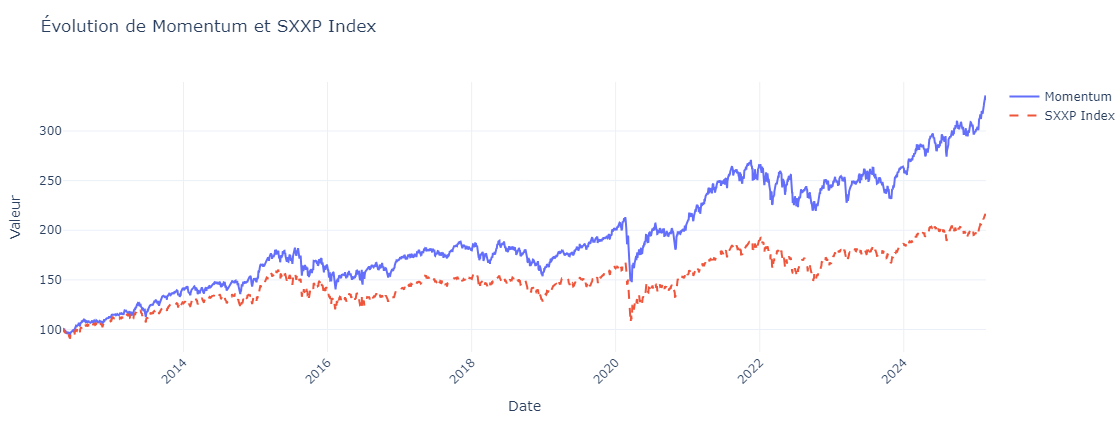 Évolution de Momentum et SXXP Index
Momentum
SXXP Index
Valeur
300
250
200
150
100
2014
2016
2018
2020
2022
2024
Date